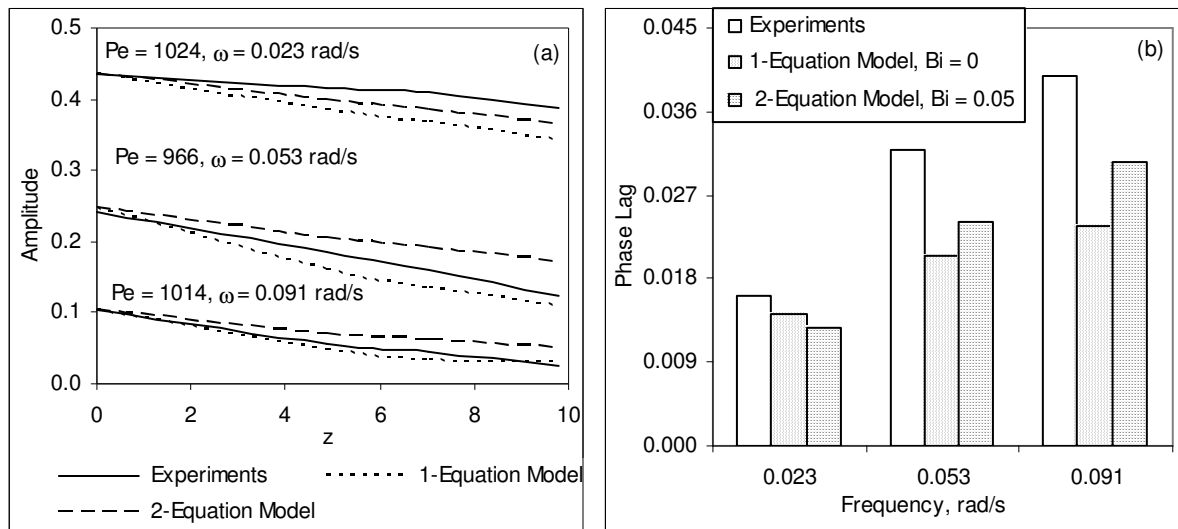 (a)
Pe = 1024, ω = 0.023 rad/s
Pe = 966, ω = 0.053 rad/s
Pe = 1014, ω = 0.091 rad/s
0.5
0.4
0.3
0.2
0.1
0.0
Amplitude
0 2 4 6 8 10
z
Experiments 1-Equation Model
2-Equation Model
(b)
Experiments
1-Equation Model, Bi = 0
2-Equation Model, Bi = 0.05
0.045
0.036
0.027
0.018
0.009
0.000
Phase Lag
0.023 0.053 0.091
Frequency, rad/s